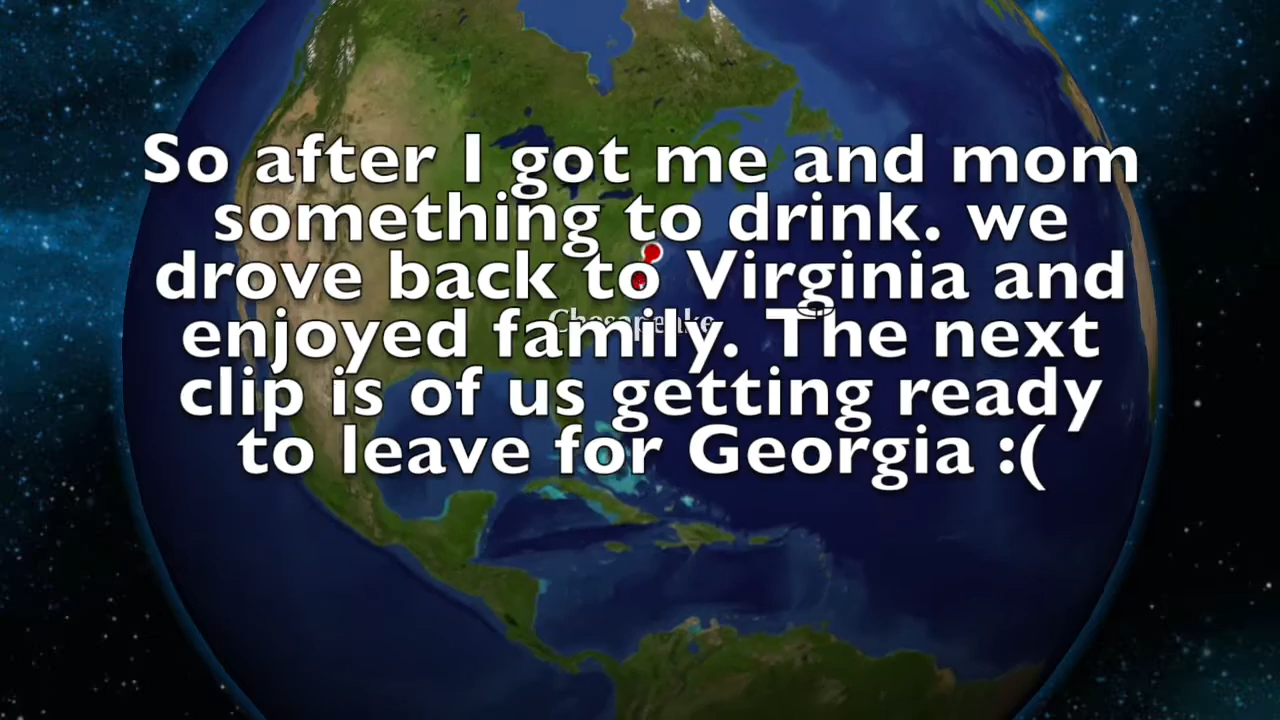 So after I got me and mom
something to drink. we
drove back to Virginia and
enjoyed family. The next
clip is of us getting ready
to leave for Georgia :(
Chesapeake